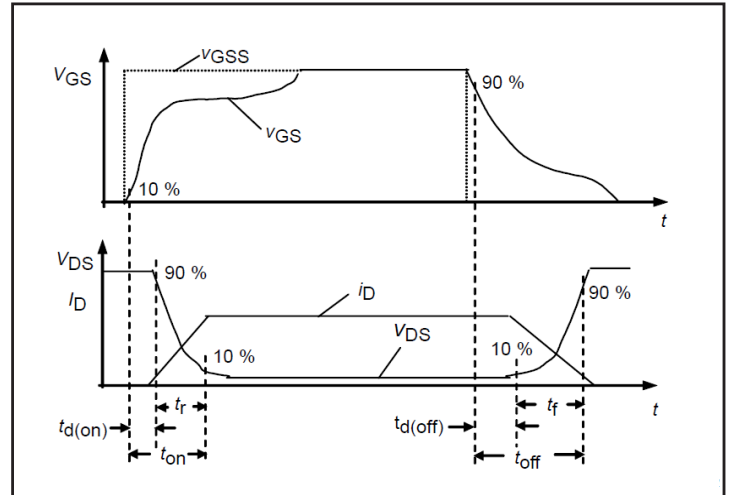 vGSS
VGS
90 %
vGS
10 %
t
VDS
90 %
ID
iD
90 %
VDS
10 %
10 %
tr
tf
t
td(on)
td(off)
ton
toff